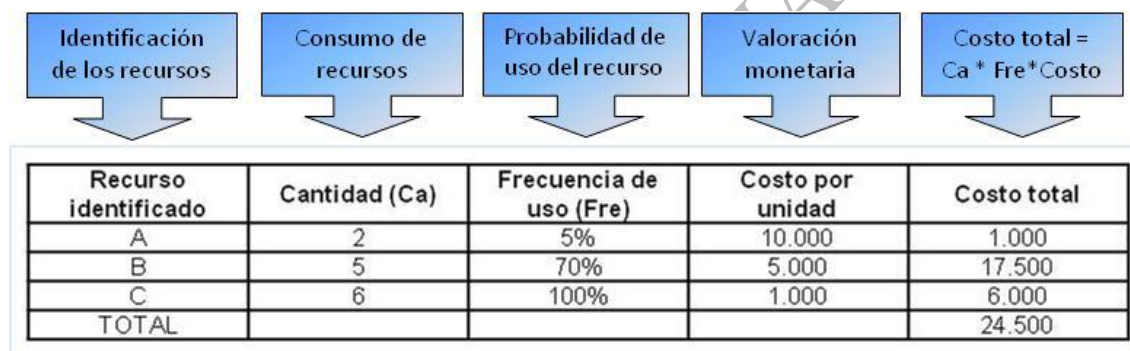 Identificación
de los recursos
Consumo de
recursos
Probabilidad de
uso del recurso
Valoración
monetaria
Costo total =
Ca * Fre*Costo
Recurso
identificado
Cantidad (Ca)
Frecuencia de
uso (Fre)
Costo por
unidad
Costo total
A 2 5% 10.000 1.000
B 5 70% 5.000 17.500
C 6 100% 1.000 6.000
TOTAL 24.500